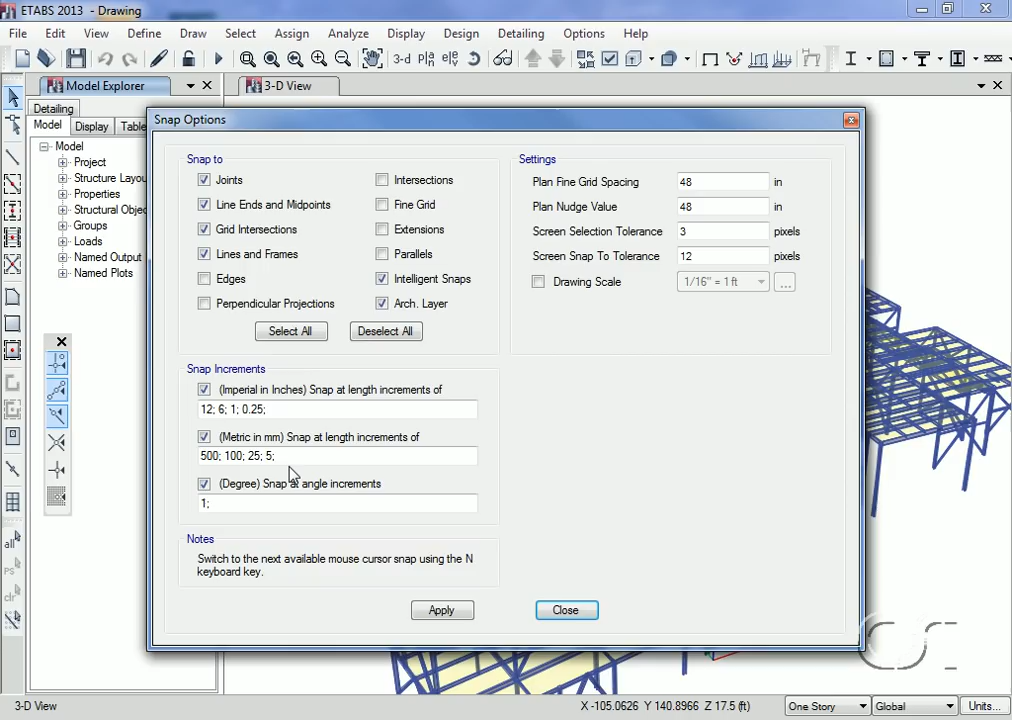 ETABS 2013 - Drawing
File Edit View Define Draw Select Assign Analyze Display Design Detailing Options Help
3-d
Model Explorer
3-D View
Detailing
Model Display Table
Model
Project
Structure Layou
Properties
Structural Obje
Groups
Loads
Named Output
Named Plots
all
Snap Options
Snap to
Joints
Line Ends and Midpoints
Grid Intersections
Lines and Frames
Edges
Perpendicular Projections
Intersections
Fine Grid
Extensions
Parallels
Intelligent Snaps
Arch. Layer
Select All
Deselect All
Settings
Plan Fine Grid Spacing 48 in
Plan Nudge Value 48 in
Screen Selection Tolerance 3 pixels
Screen Snap To Tolerance 12 pixels
Drawing Scale 1/16" = 1 ft ...
Snap Increments
(Imperial in Inches) Snap at length increments of
12; 6; 1; 0.25;
(Metric in mm) Snap at length increments of
500; 100; 25; 5;
(Degree) Snap at angle increments
1;
Notes
Switch to the next available mouse cursor snap using the N
keyboard key.
Apply
Close
3-D View
X -105.0626 Y 140.8966 Z 17.5 (ft)
One Story
Global
Units...